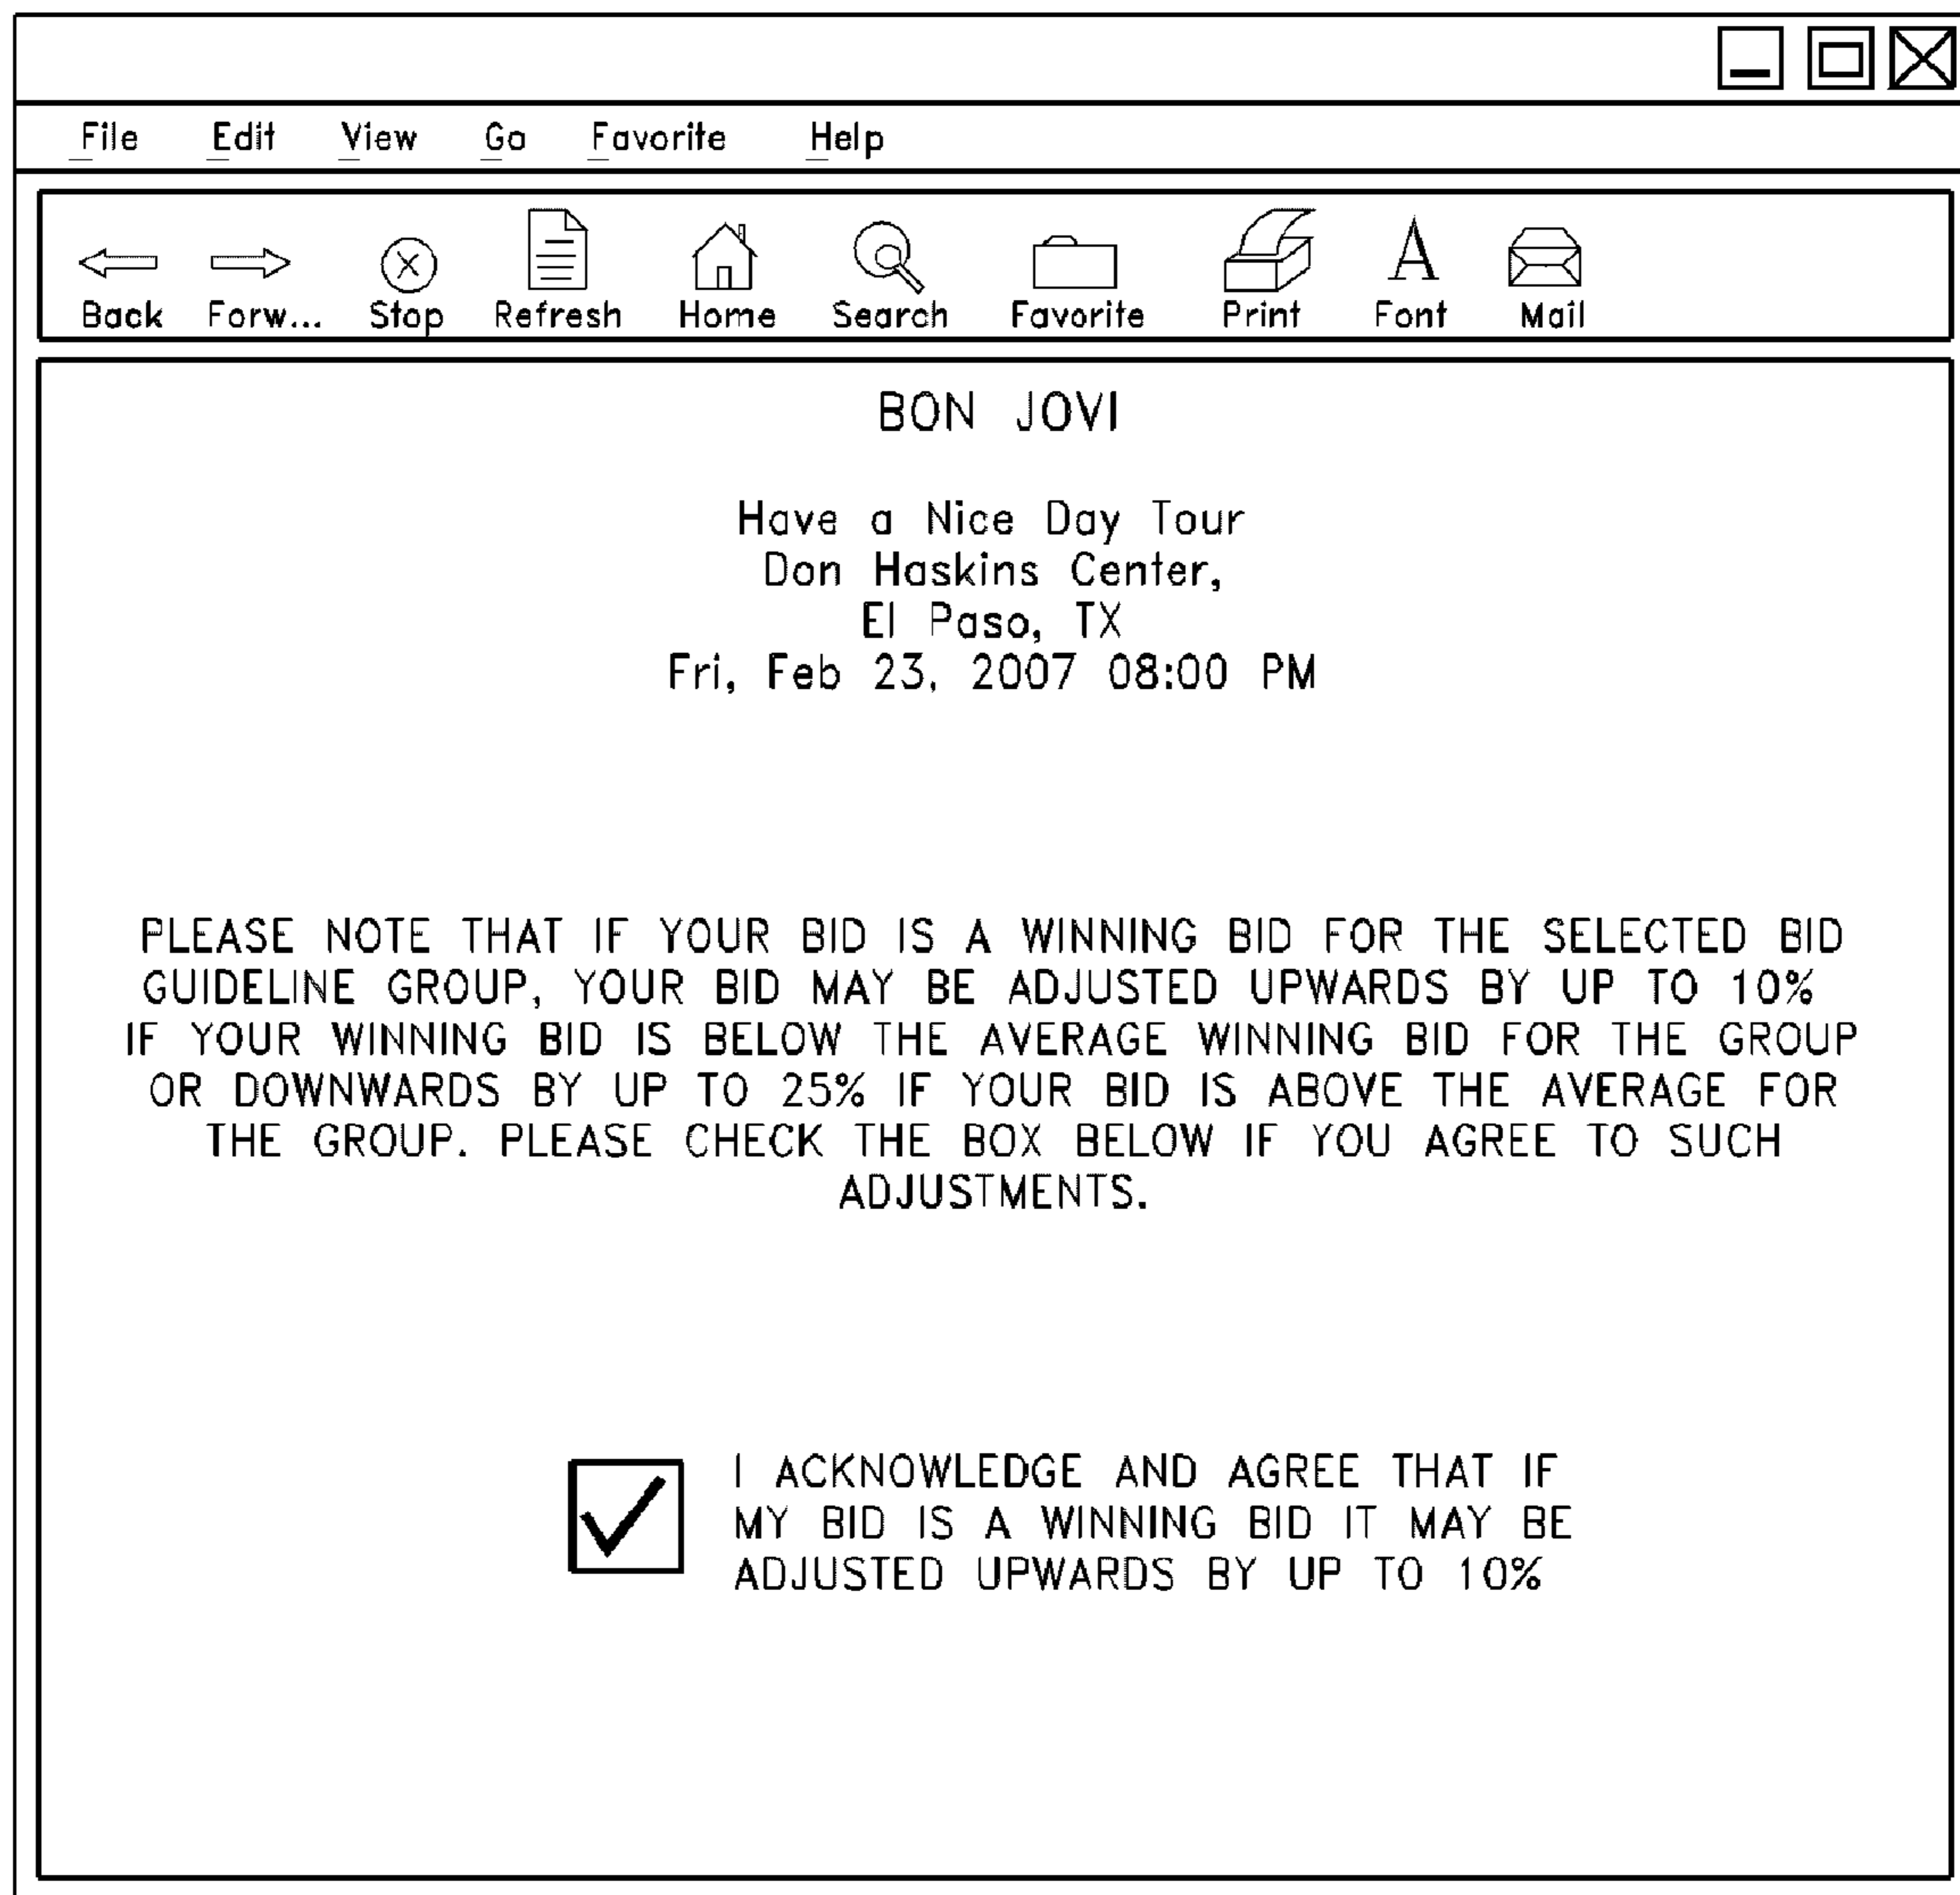 File Edit View Go Favorite Help
Back Forw... Stop Refresh Home Search Favorite Print Font Mail
BON JOVI
Have a Nice Day Tour
Don Haskins Center,
El Paso, TX
Fri, Feb 23, 2007 08:00 PM
PLEASE NOTE THAT IF YOUR BID IS A WINNING BID FOR THE SELECTED BID
GUIDELINE GROUP, YOUR BID MAY BE ADJUSTED UPWARDS BY UP TO 10%
IF YOUR WINNING BID IS BELOW THE AVERAGE WINNING BID FOR THE GROUP
OR DOWNWARDS BY UP TO 25% IF YOUR BID IS ABOVE THE AVERAGE FOR
THE GROUP. PLEASE CHECK THE BOX BELOW IF YOU AGREE TO SUCH
ADJUSTMENTS.
I ACKNOWLEDGE AND AGREE THAT IF
MY BID IS A WINNING BID IT MAY BE
ADJUSTED UPWARDS BY UP TO 10%